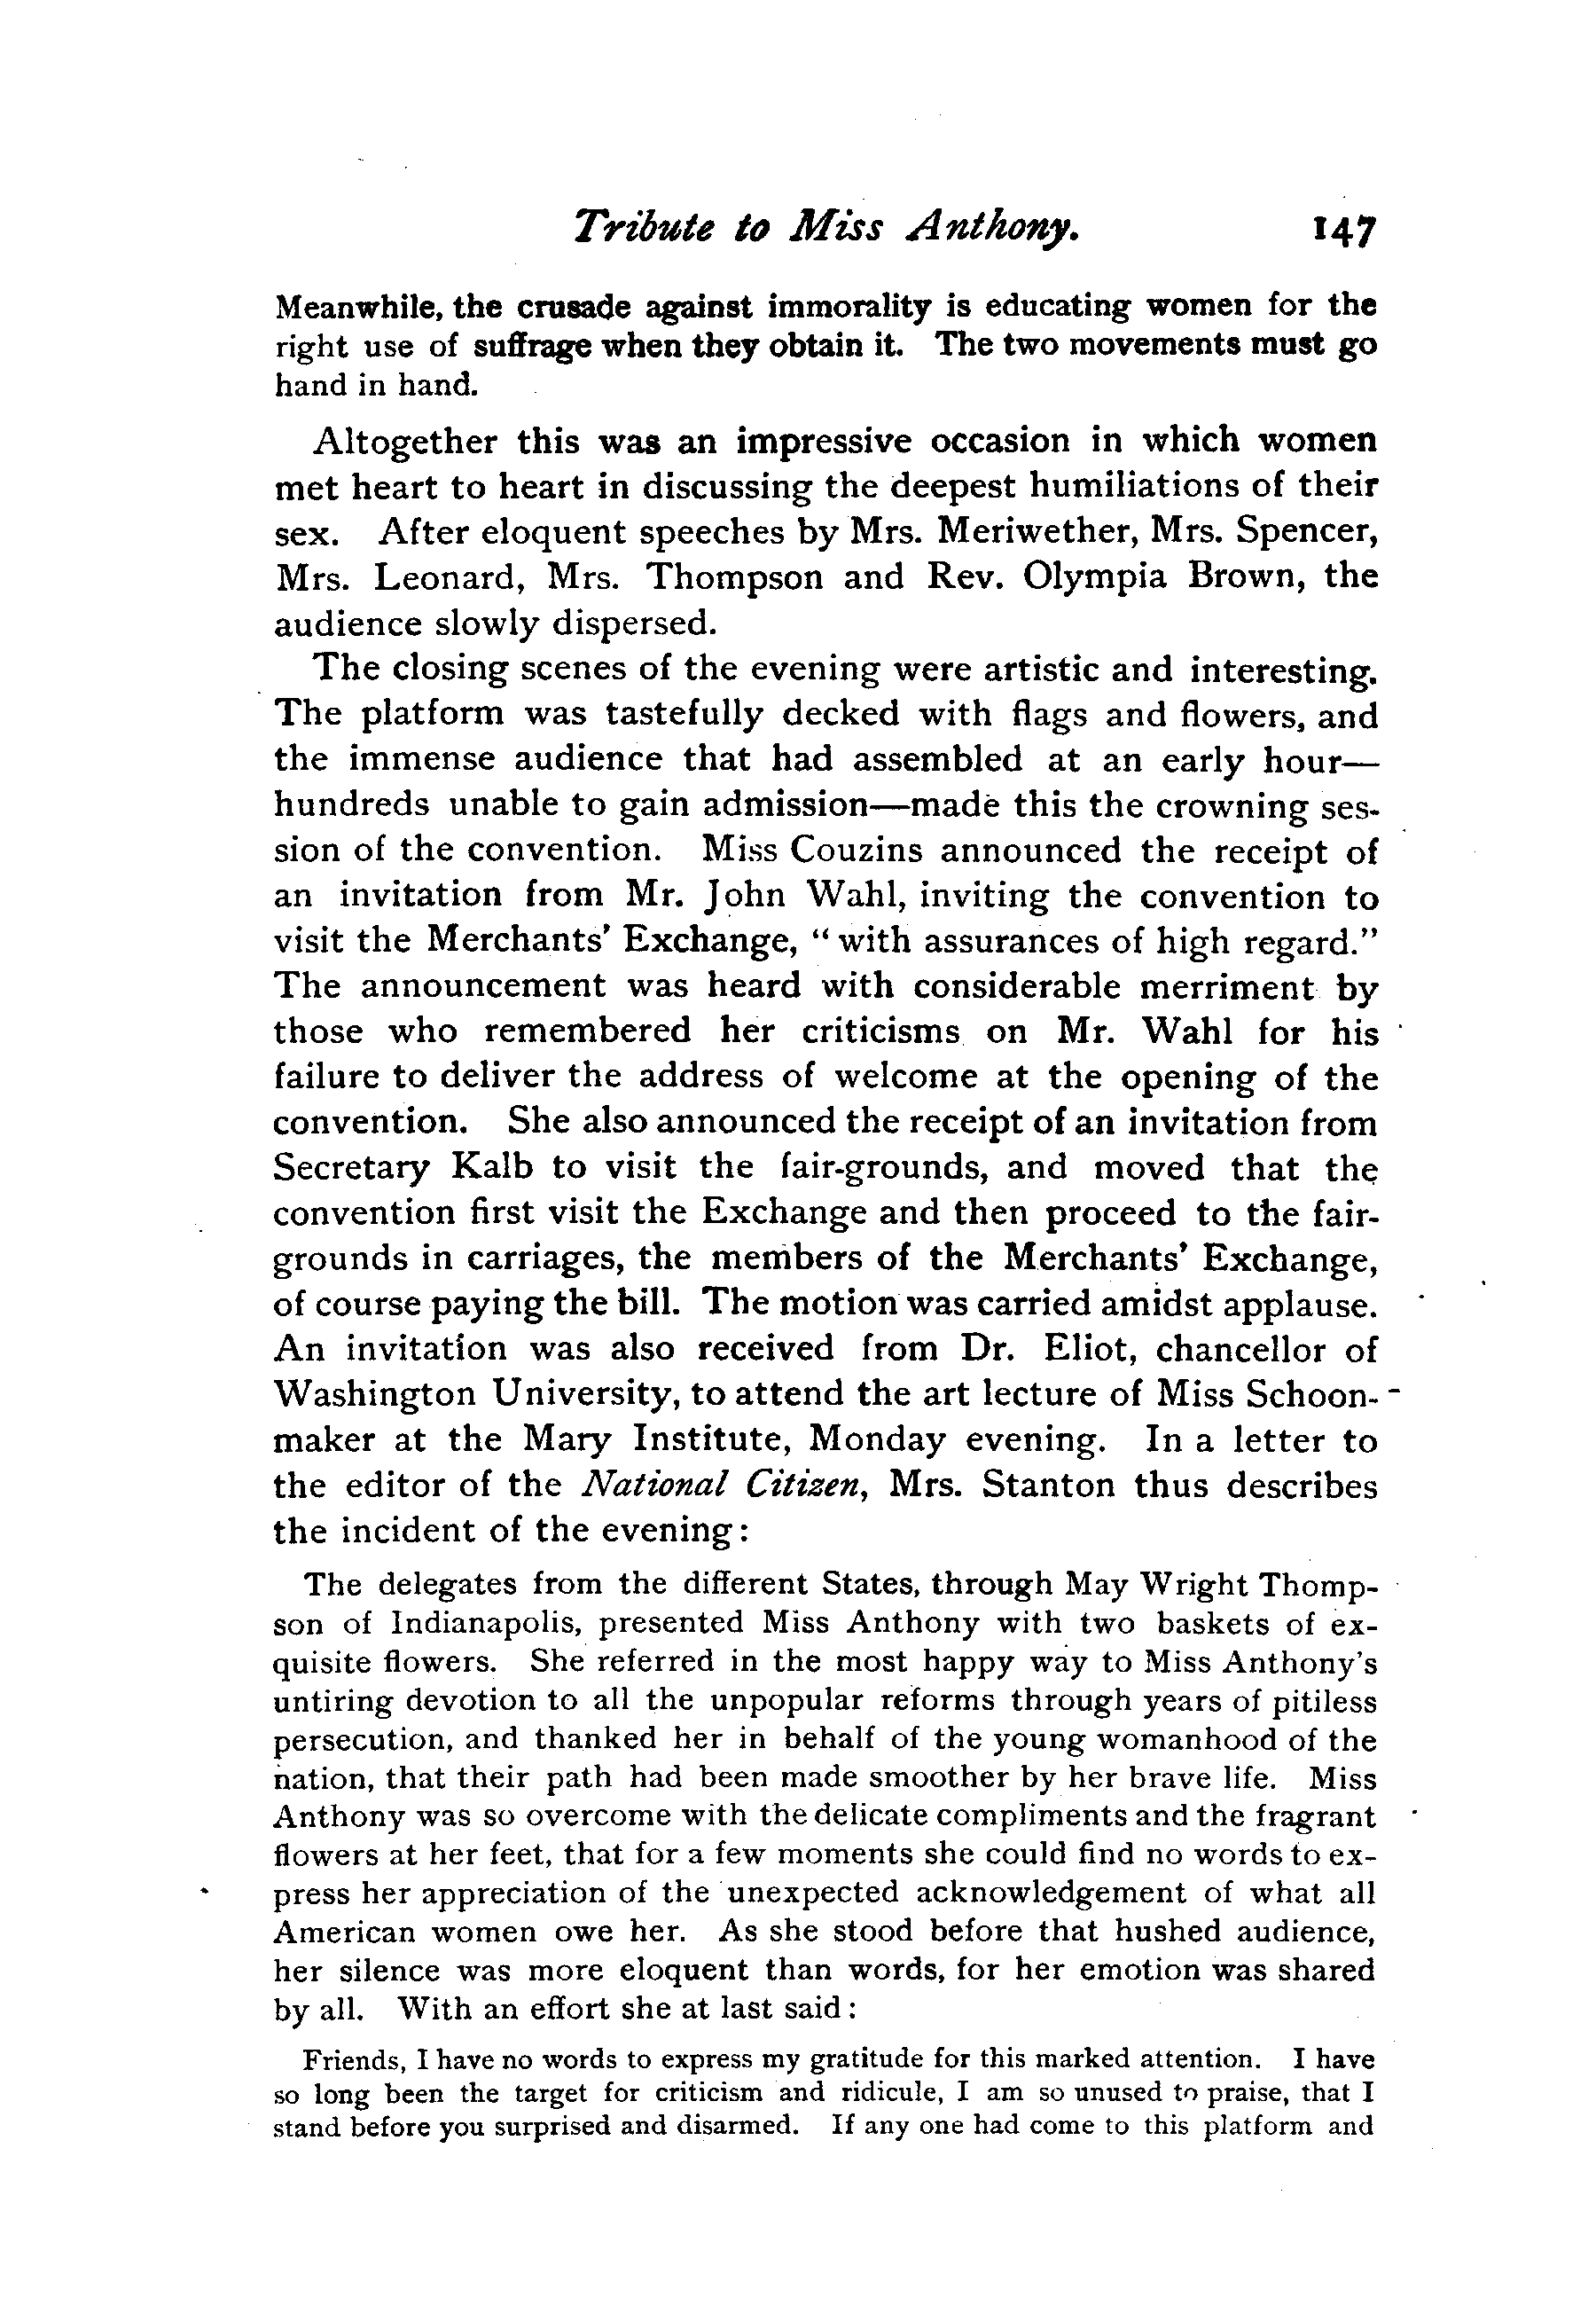 Tribute to Miss Anthony. 147
Meanwhile, the crusade against immorality is educating women for the
right use of suffrage when they obtain it. The two movements must go
hand in hand.
Altogether this was an impressive occasion in which women
met heart to heart in discussing the deepest humiliations of their
sex. After eloquent speeches by Mrs. Meriwether, Mrs. Spencer,
Mrs. Leonard, Mrs. Thompson and Rev. Olympia Brown, the
audience slowly dispersed.
The closing scenes of the evening were artistic and interesting.
The platform was tastefully decked with flags and flowers, and
the immense audience that had assembled at an early hour—
hundreds unable to gain admission—made this the crowning ses-
sion of the convention. Miss Couzins announced the receipt of
an invitation from Mr. John Wahl, inviting the convention to
visit the Merchants' Exchange, "with assurances of high regard."
The announcement was heard with considerable merriment by
those who remembered her criticisms on Mr. Wahl for his
failure to deliver the address of welcome at the opening of the
convention. She also announced the receipt of an invitation from
Secretary Kalb to visit the fair-grounds, and moved that the
convention first visit the Exchange and then proceed to the fair-
grounds in carriages, the members of the Merchants' Exchange,
of course paying the bill. The motion was carried amidst applause.
An invitation was also received from Dr. Eliot, chancellor of
Washington University, to attend the art lecture of Miss Schoon-
maker at the Mary Institute, Monday evening. In a letter to
the editor of the National Citizen, Mrs. Stanton thus describes
the incident of the evening:
The delegates from the different States, through May Wright Thomp-
son of Indianapolis, presented Miss Anthony with two baskets of ex-
quisite flowers. She referred in the most happy way to Miss Anthony's
untiring devotion to all the unpopular reforms through years of pitiless
persecution, and thanked her in behalf of the young womanhood of the
nation, that their path had been made smoother by her brave life. Miss
Anthony was so overcome with the delicate compliments and the fragrant
flowers at her feet, that for a few moments she could find no words to ex-
press her appreciation of the unexpected acknowledgement of what all
American women owe her. As she stood before that hushed audience,
her silence was more eloquent than words, for her emotion was shared
by all. With an effort she at last said:
Friends, I have no words to express my gratitude for this marked attention. I have
so long been the target for criticism and ridicule, I am so unused to praise, that I
stand before you surprised and disarmed. If any one had come to this platform and